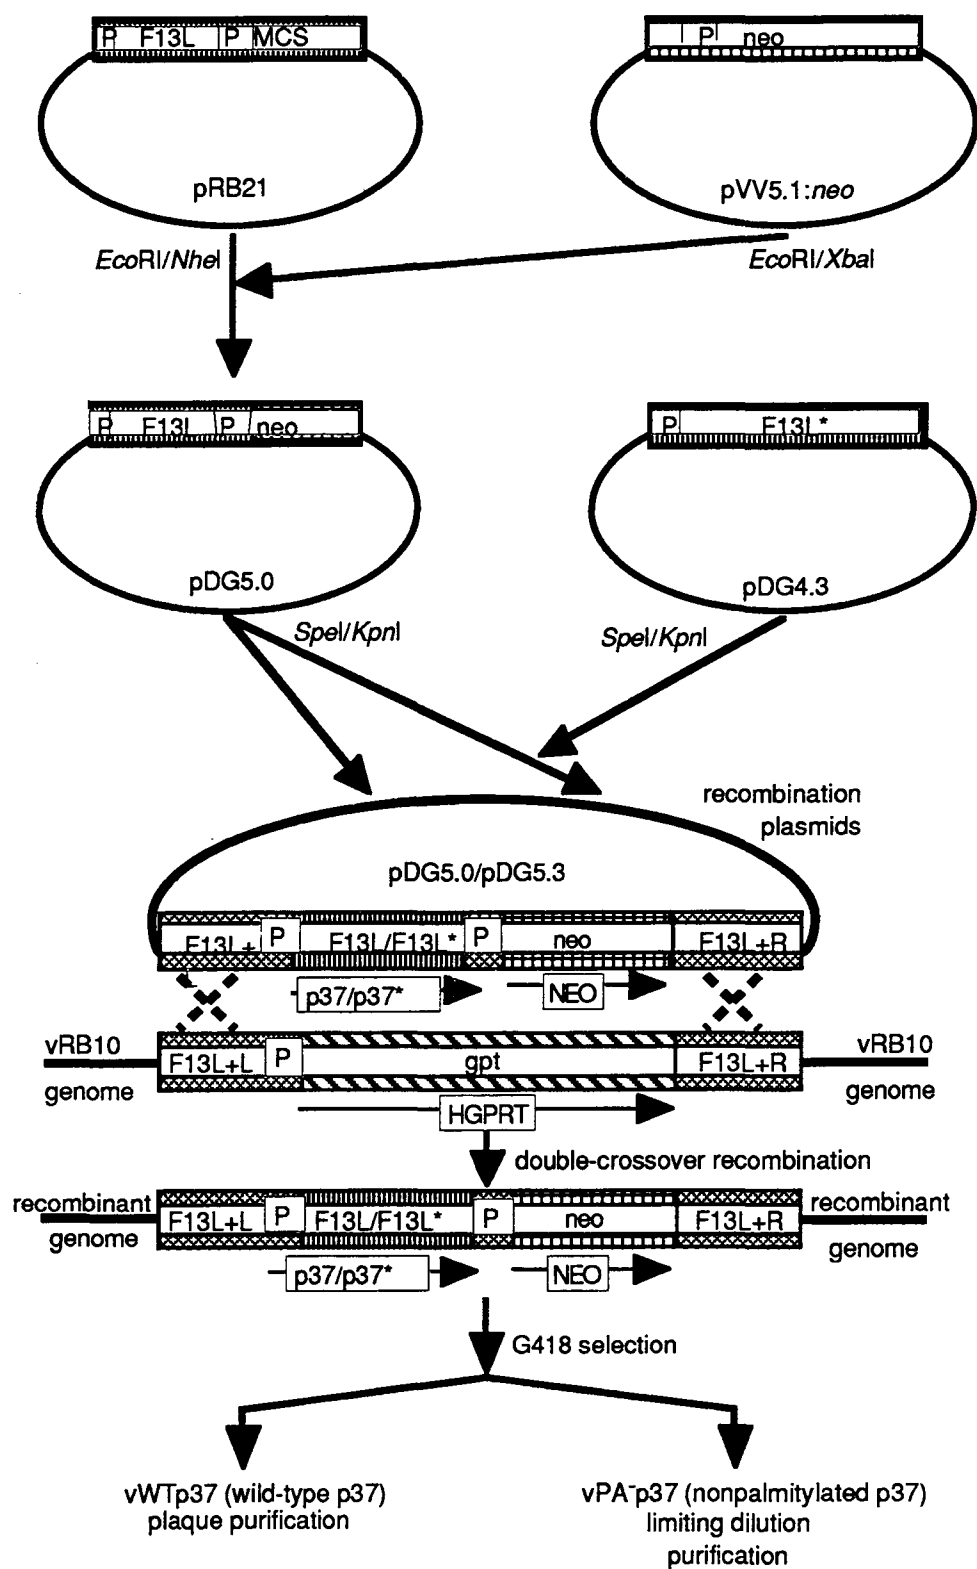 P F13L P MCS
P neo
pRB21
pVV5.1:neo
EcoRI/NheI
EcoRI/XbaI
P F13L P neo
P F13L*
pDG5.0
pDG4.3
SpeI/KpnI
SpeI/KpnI
recombination
plasmids
pDG5.0/pDG5.3
F13L+ P F13L/F13L* P neo F13L+R
p37/p37* NEO
vRB10
genome
F13L+L P gpt F13L+R
vRB10
genome
HGPRT
double-crossover recombination
recombinant
genome
F13L+L P F13L/F13L* P neo F13L+R
recombinant
genome
p37/p37* NEO
G418 selection
vWTp37 (wild-type p37)
plaque purification
vPA-p37 (nonpalmitylated p37)
limiting dilution
purification